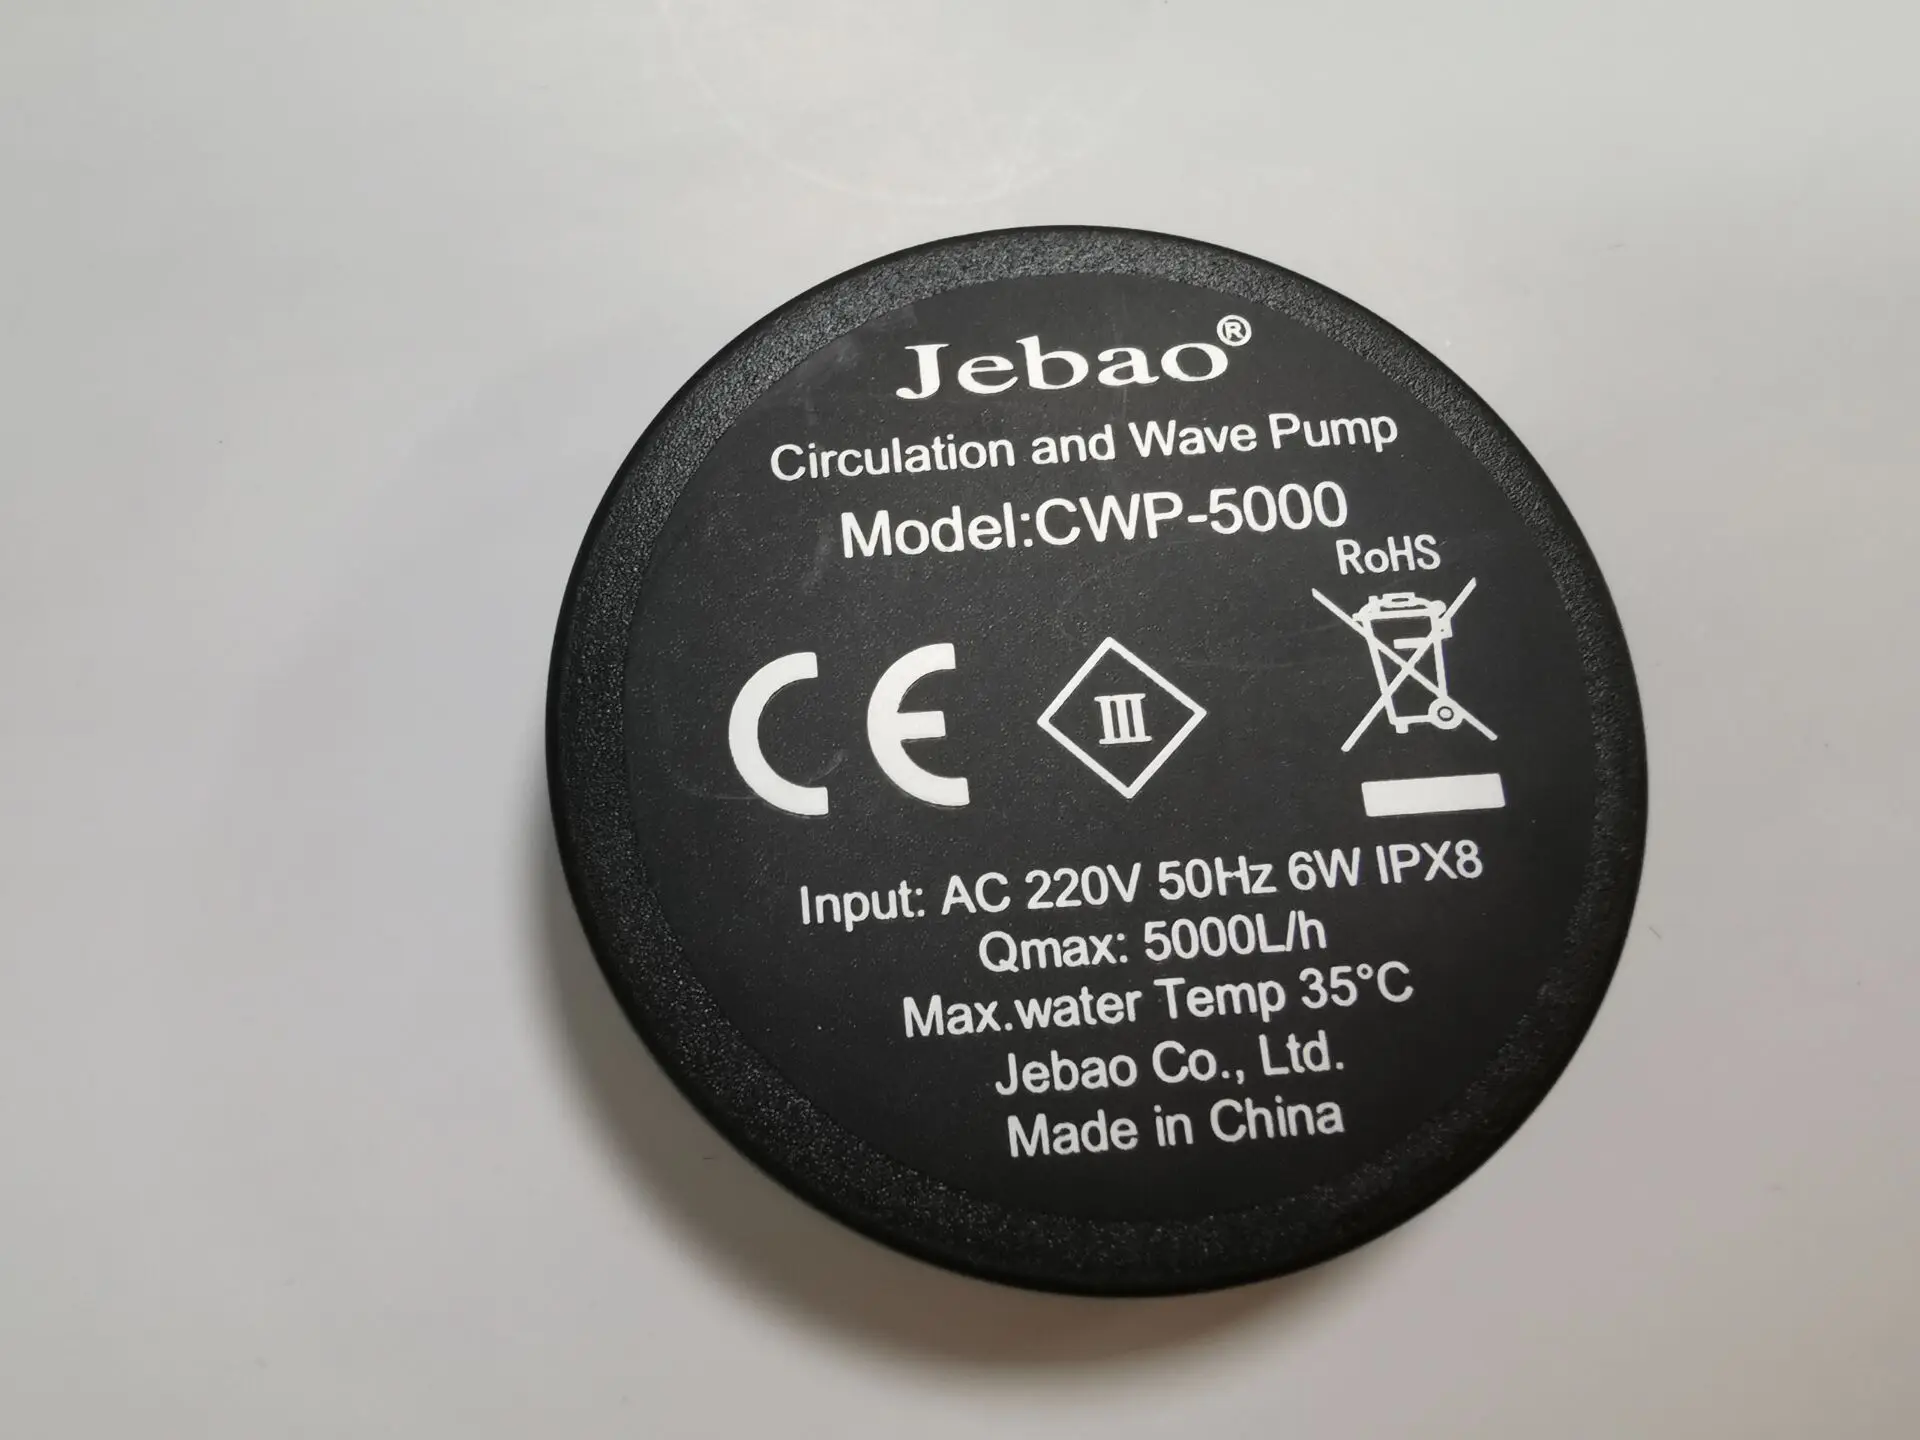 Jebao®
Circulation and Wave Pump
Model:CWP-5000
RoHS
CE
III
Input: AC 220V 50Hz 6W IPX8
Qmax: 5000L/h
Max.water Temp 35°C
Jebao Co., Ltd.
Made in China